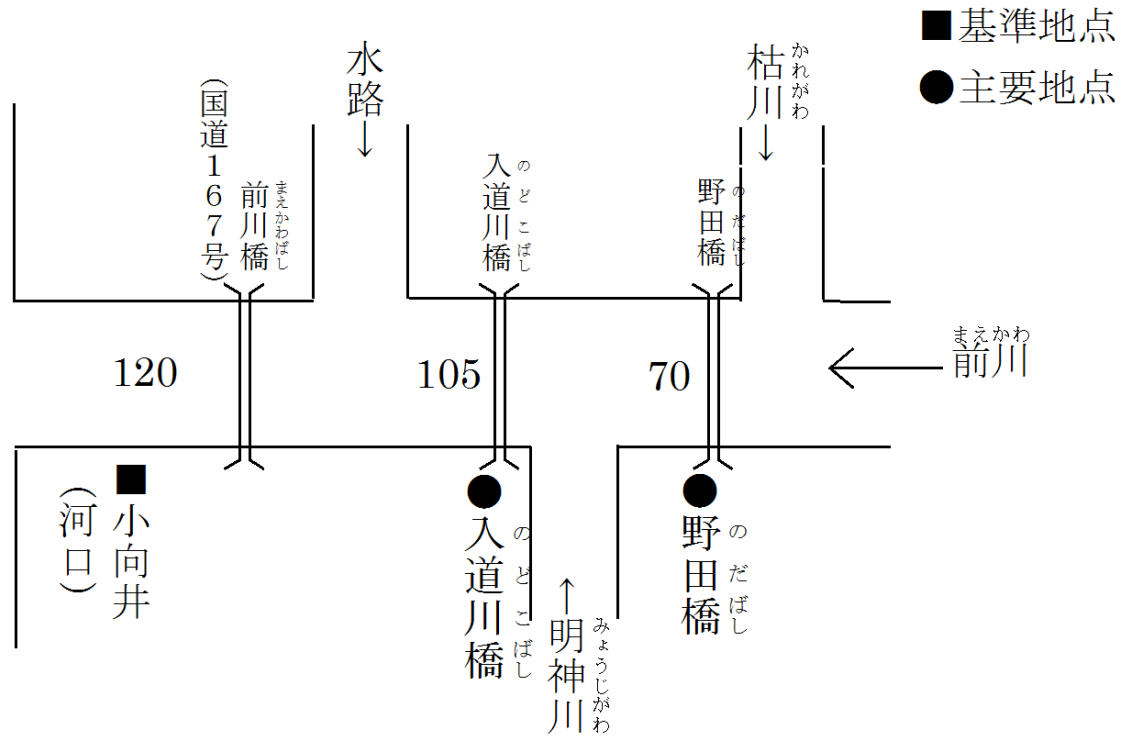 ■基準地点
●主要地点
水路
↓
枯川
かれがわ
↓
(国道167号)
前川橋
まえかわばし
入道川橋
のどこばし
野田橋
のだばし
120
105
70
←
まえかわ
前川
■小向井
(河口)
●入道川橋
のどこばし
↑
明神川
みょうじがわ
●野田橋
のだばし